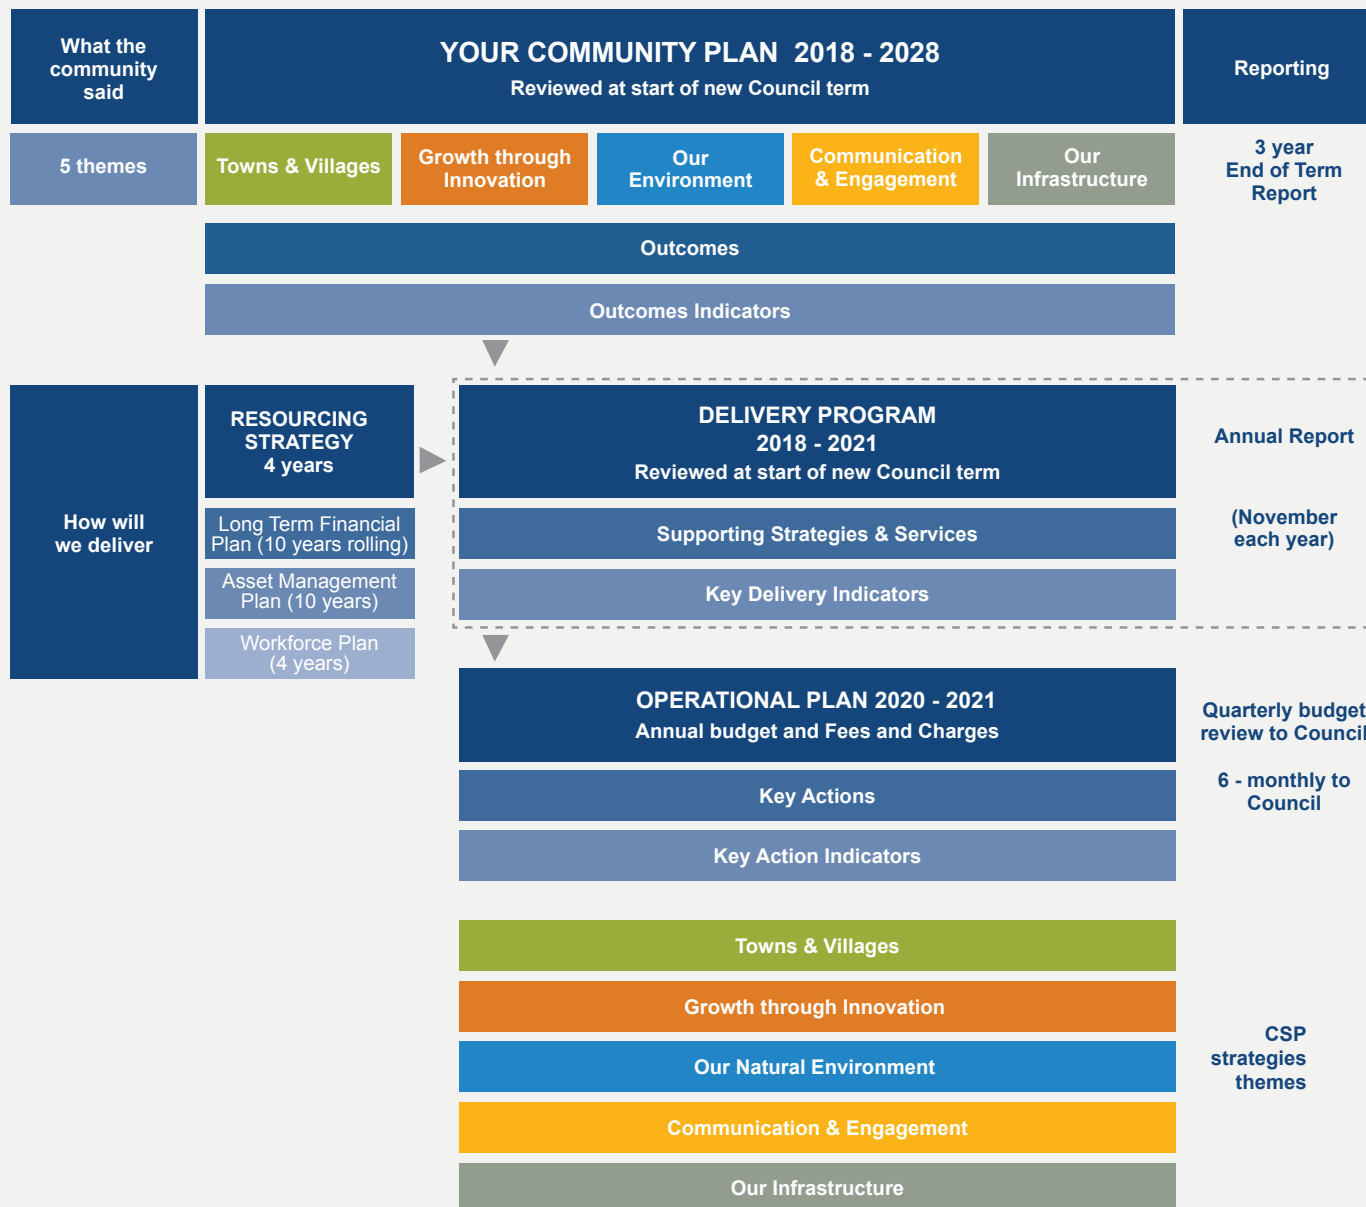 What the
community
said
YOUR COMMUNITY PLAN 2018 - 2028
Reviewed at start of new Council term
Reporting
5 themes
Towns & Villages
Growth through
Innovation
Our
Environment
Communication
& Engagement
Our
Infrastructure
3 year
End of Term
Report
Outcomes
Outcomes Indicators
How will
we deliver
RESOURCING
STRATEGY
4 years
Long Term Financial
Plan (10 years rolling)
Asset Management
Plan (10 years)
Workforce Plan
(4 years)
DELIVERY PROGRAM
2018 - 2021
Reviewed at start of new Council term
Supporting Strategies & Services
Key Delivery Indicators
Annual Report
(November
each year)
OPERATIONAL PLAN 2020 - 2021
Annual budget and Fees and Charges
Key Actions
Key Action Indicators
Quarterly budget
review to Council
6 - monthly to
Council
Towns & Villages
Growth through Innovation
Our Natural Environment
Communication & Engagement
Our Infrastructure
CSP
strategies
themes